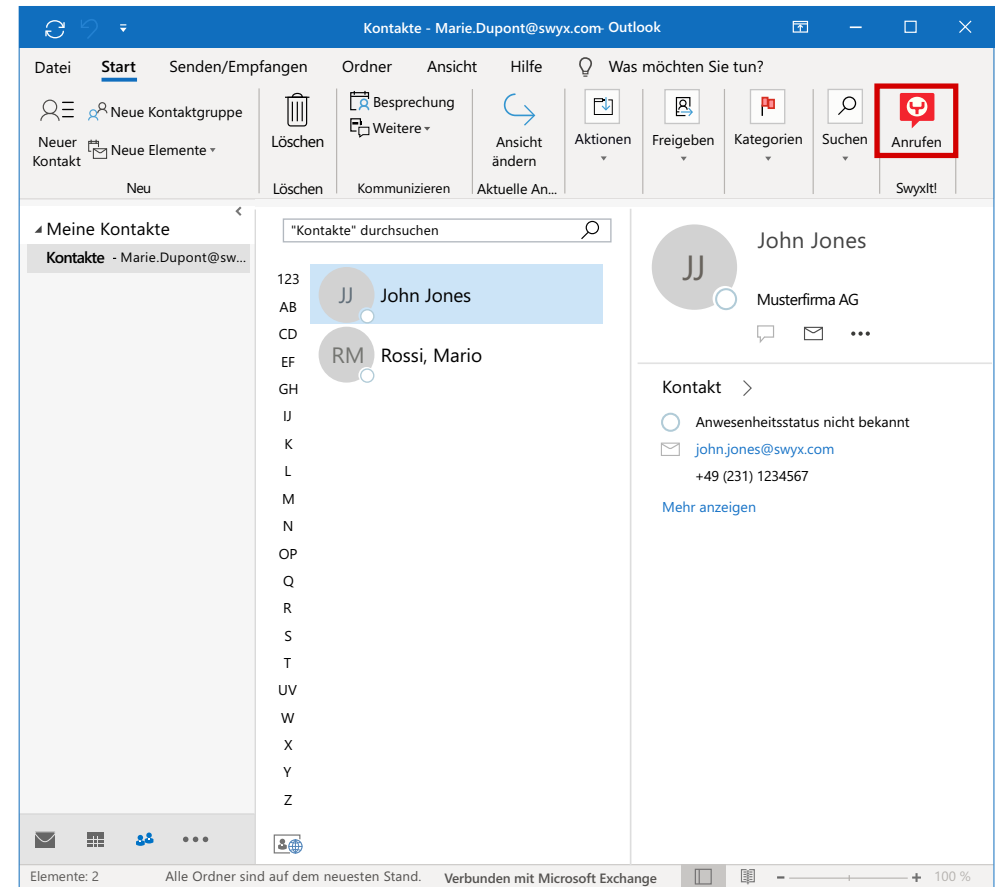 Kontakte - Marie.Dupont@swyx.com- Outlook
Datei Start Senden/Empfangen Ordner Ansicht Hilfe Was möchten Sie tun?
Neuer Kontakt
Neue Kontaktgruppe
Neue Elemente
Neu
Löschen
Löschen
Besprechung
Weitere
Kommunizieren
Ansicht ändern
Aktuelle An...
Aktionen
Freigeben
Kategorien
Suchen
Anrufen
SwyxIt!
Meine Kontakte
Kontakte - Marie.Dupont@sw...
"Kontakte" durchsuchen
123
AB
CD
EF
GH
IJ
K
L
M
N
OP
Q
R
S
T
UV
W
X
Y
Z
JJ John Jones
RM Rossi, Mario
JJ
John Jones
Musterfirma AG
Kontakt
Anwesenheitsstatus nicht bekannt
john.jones@swyx.com
+49 (231) 1234567
Mehr anzeigen
Elemente: 2 Alle Ordner sind auf dem neuesten Stand. Verbunden mit Microsoft Exchange 100 %